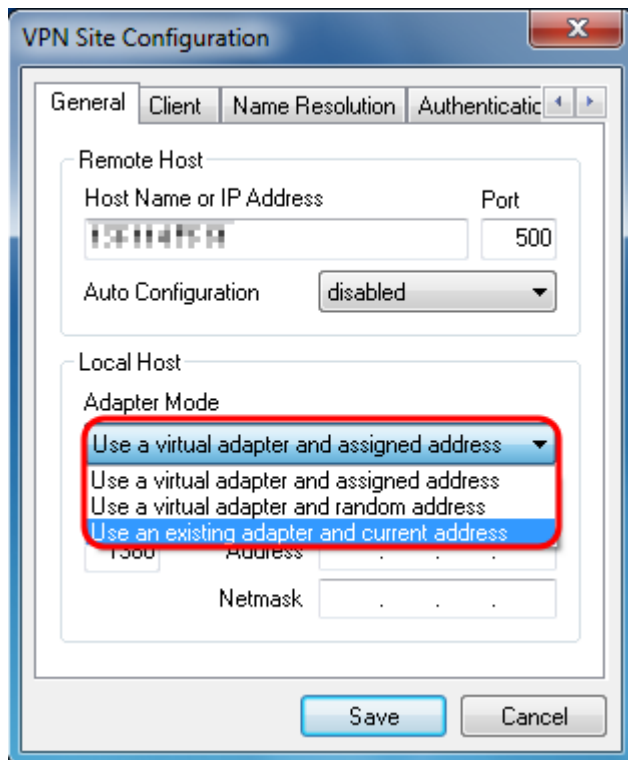 VPN Site Configuration
General Client Name Resolution
Remote Host
Host Name or IP Address Port
500
Auto Configuration disabled
Local Host
Adapter Mode
Use a virtual adapter and assigned address
Use a virtual adapter and assigned address
Use a virtual adapter and random address
Use an existing adapter and current address
Address . . .
Netmask . . .
Save Cancel